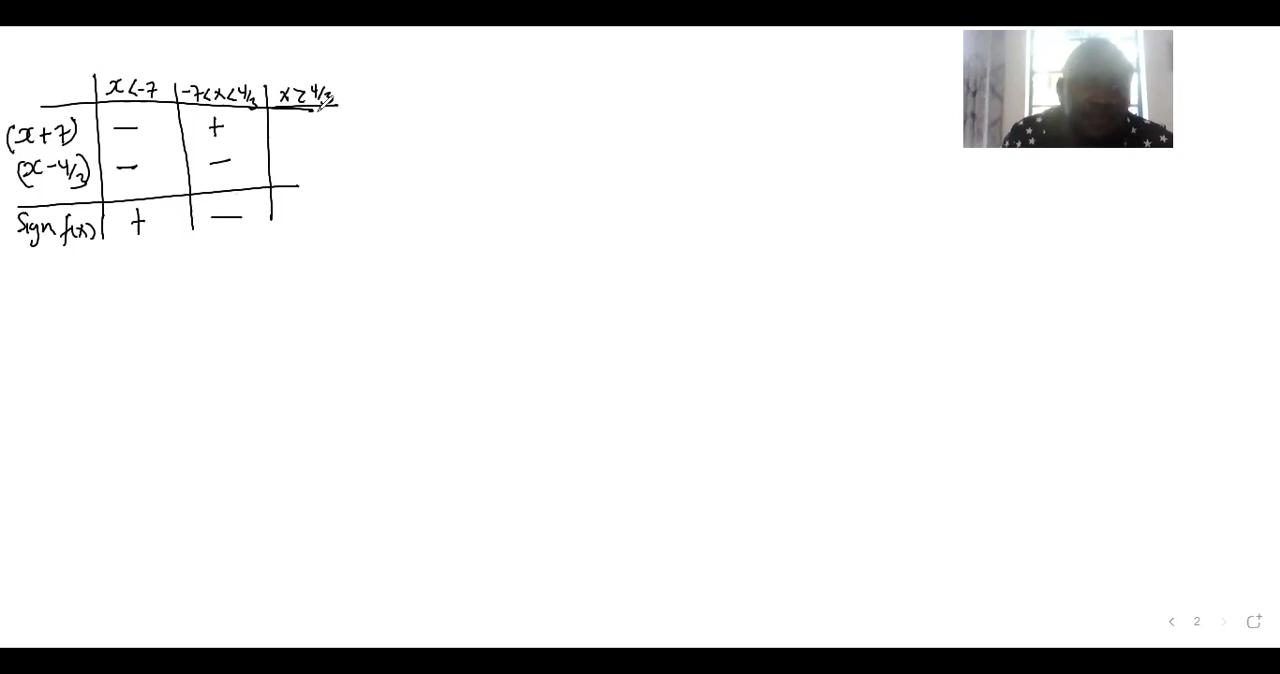 x<-7 -7<x<4/3 x≥4/3
(x+7) — +
(x-4/3) — —
Sign f(x) + —
2